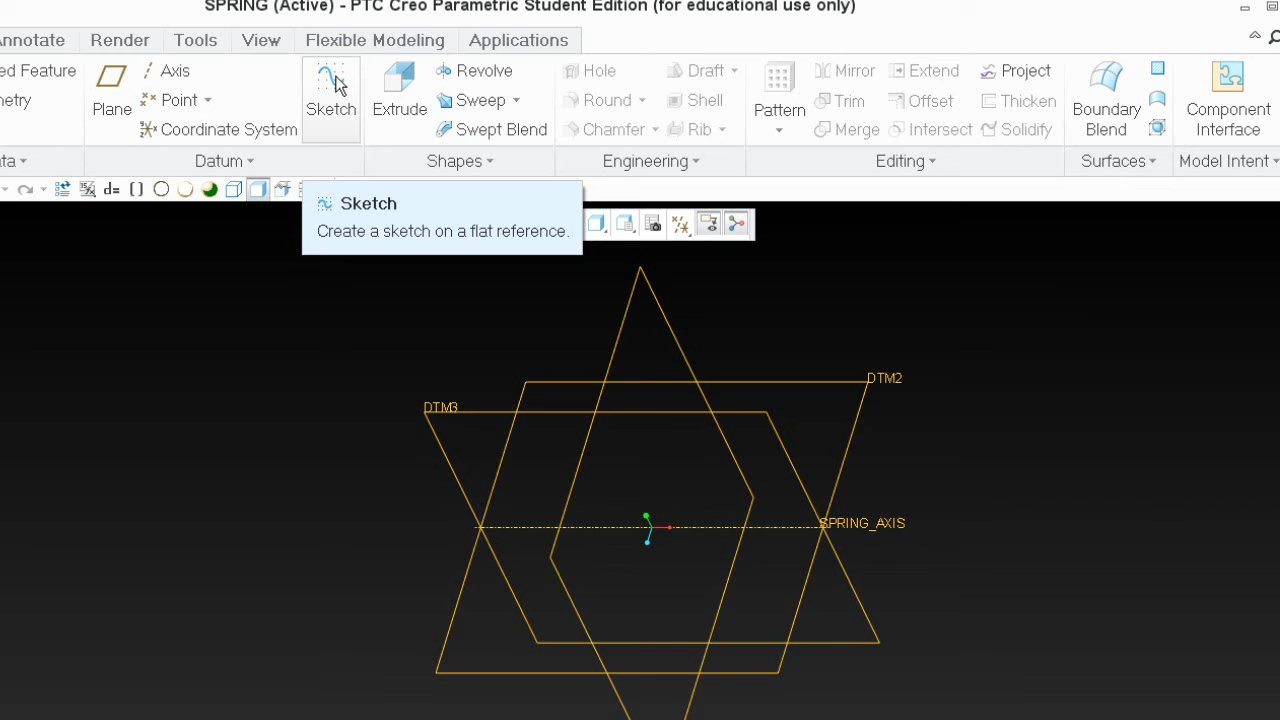 SPRING (Active) - PTC Creo Parametric Student Edition (for educational use only)
nnotate Render Tools View Flexible Modeling Applications
ed Feature Axis Revolve Hole Draft Mirror Extend Project
metry Plane Point Sketch Extrude Sweep Round Shell Pattern Trim Offset Thicken Boundary Blend Component Interface
Coordinate System Swept Blend Chamfer Rib Merge Intersect Solidify
ata Datum Shapes Engineering Editing Surfaces Model Intent
d= []
Sketch
Create a sketch on a flat reference.
DTM2
DTM3
SPRING_AXIS